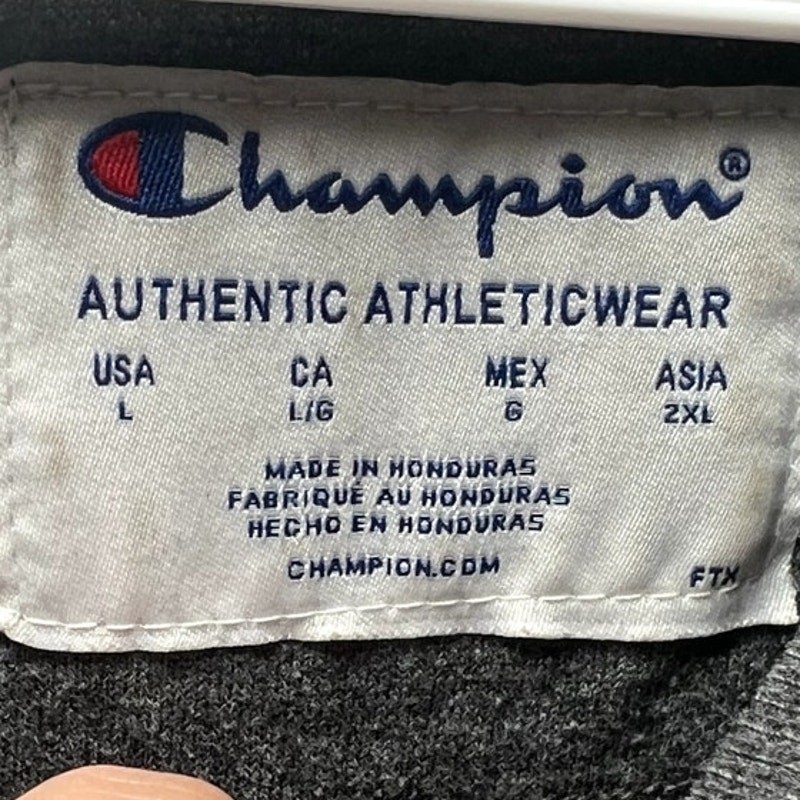 Champion®
AUTHENTIC ATHLETICWEAR
USA CA MEX ASIA
L L/G G 2XL
MADE IN HONDURAS
FABRIQUÉ AU HONDURAS
HECHO EN HONDURAS
CHAMPION.COM
FTX